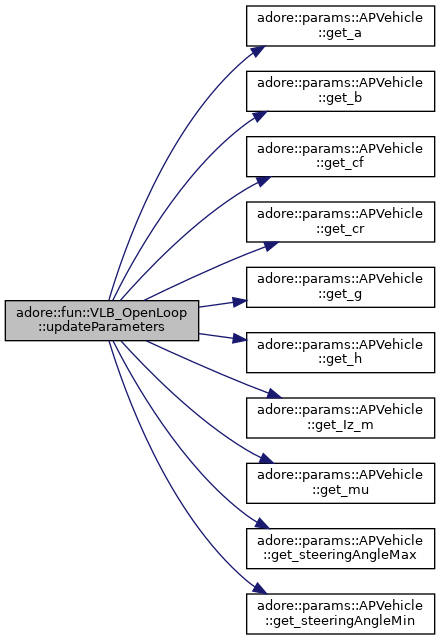 adore::params::APVehicle
::get_a
adore::params::APVehicle
::get_b
adore::params::APVehicle
::get_cf
adore::params::APVehicle
::get_cr
adore::params::APVehicle
::get_g
adore::fun::VLB_OpenLoop
::updateParameters
adore::params::APVehicle
::get_h
adore::params::APVehicle
::get_Iz_m
adore::params::APVehicle
::get_mu
adore::params::APVehicle
::get_steeringAngleMax
adore::params::APVehicle
::get_steeringAngleMin